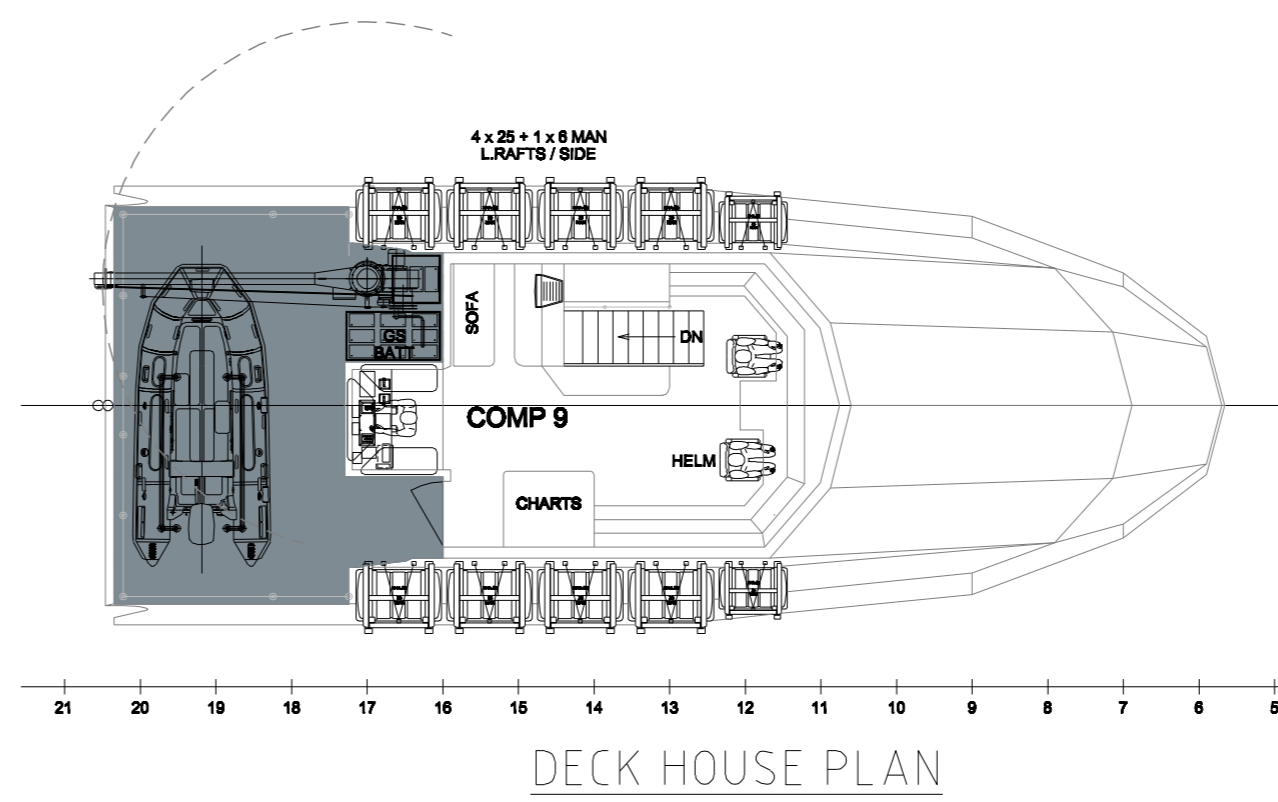 4 x 25 + 1 x 6 MAN
L.RAFTS / SIDE
SOFA
GS
BATT
DN
COMP 9
HELM
CHARTS
21 20 19 18 17 16 15 14 13 12 11 10 9 8 7 6 5
DECK HOUSE PLAN